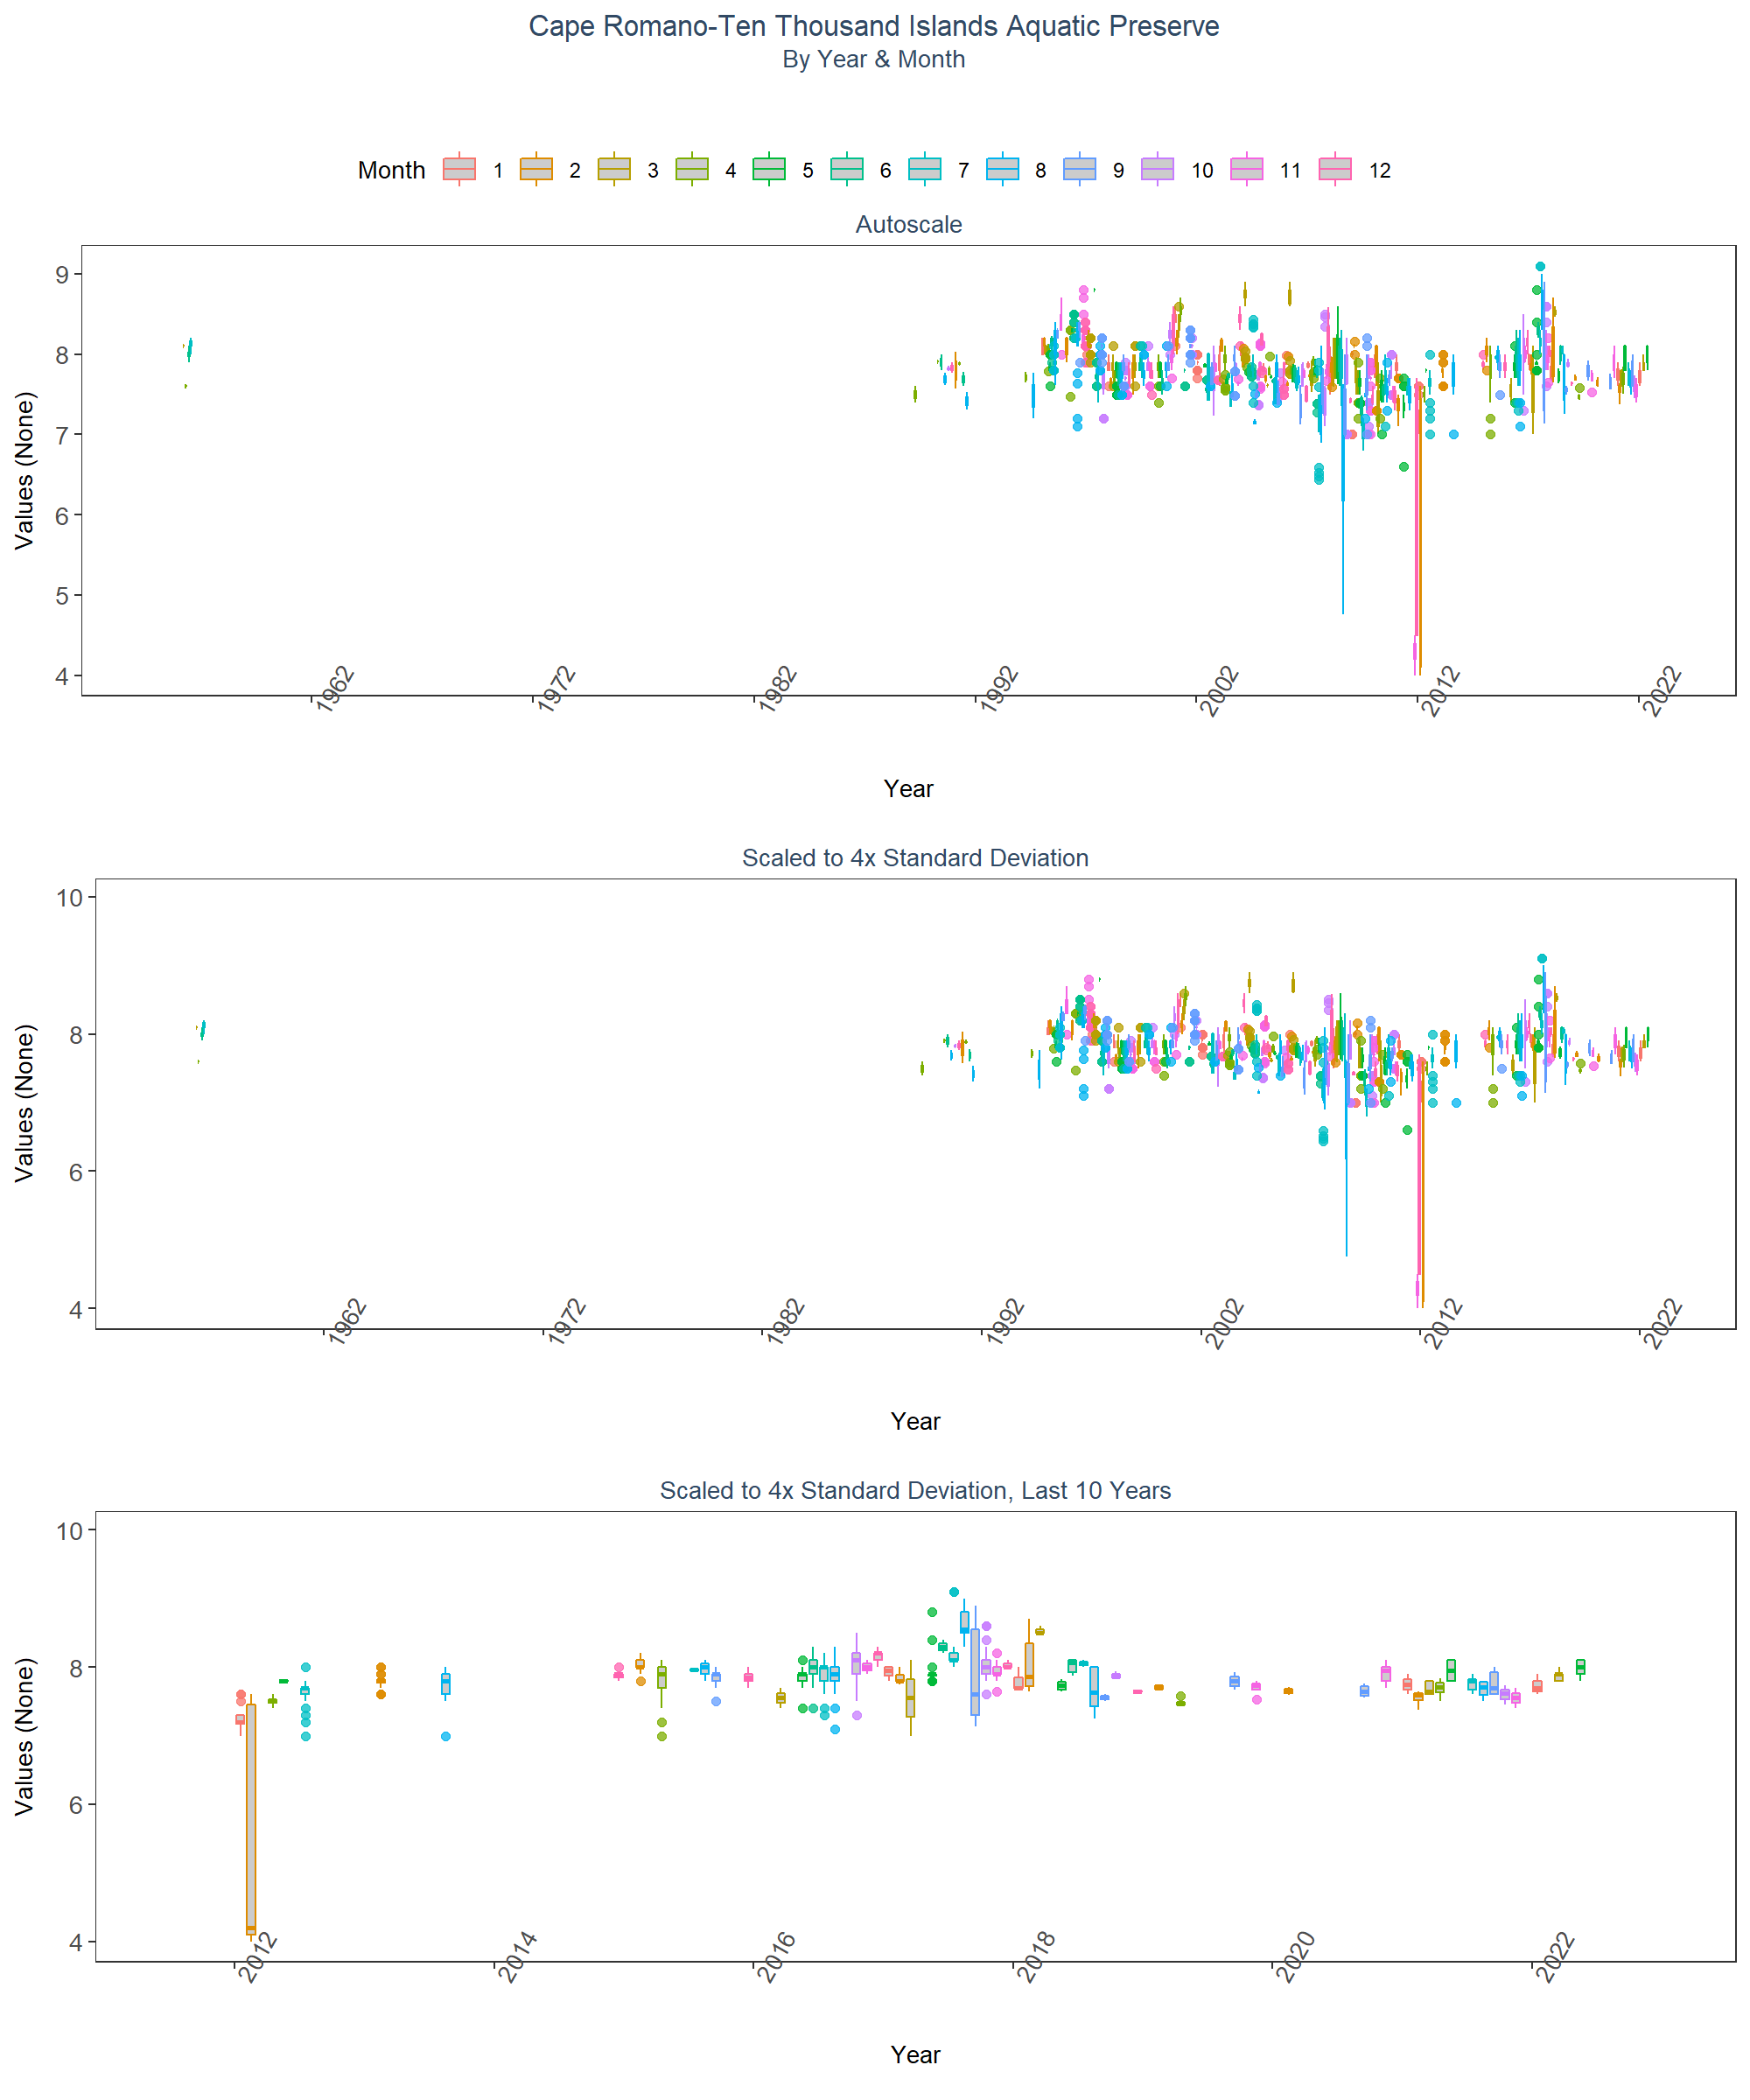 Cape Romano-Ten Thousand Islands Aquatic Preserve
By Year & Month
Month 1 2 3 4 5 6 7 8 9 10 11 12
Autoscale
9
8
7
6
5
4
Values (None)
1962 1972 1982 1992 2002 2012 2022
Year
Scaled to 4x Standard Deviation
10
8
6
4
Values (None)
1962 1972 1982 1992 2002 2012 2022
Year
Scaled to 4x Standard Deviation, Last 10 Years
10
8
6
4
Values (None)
2012 2014 2016 2018 2020 2022
Year